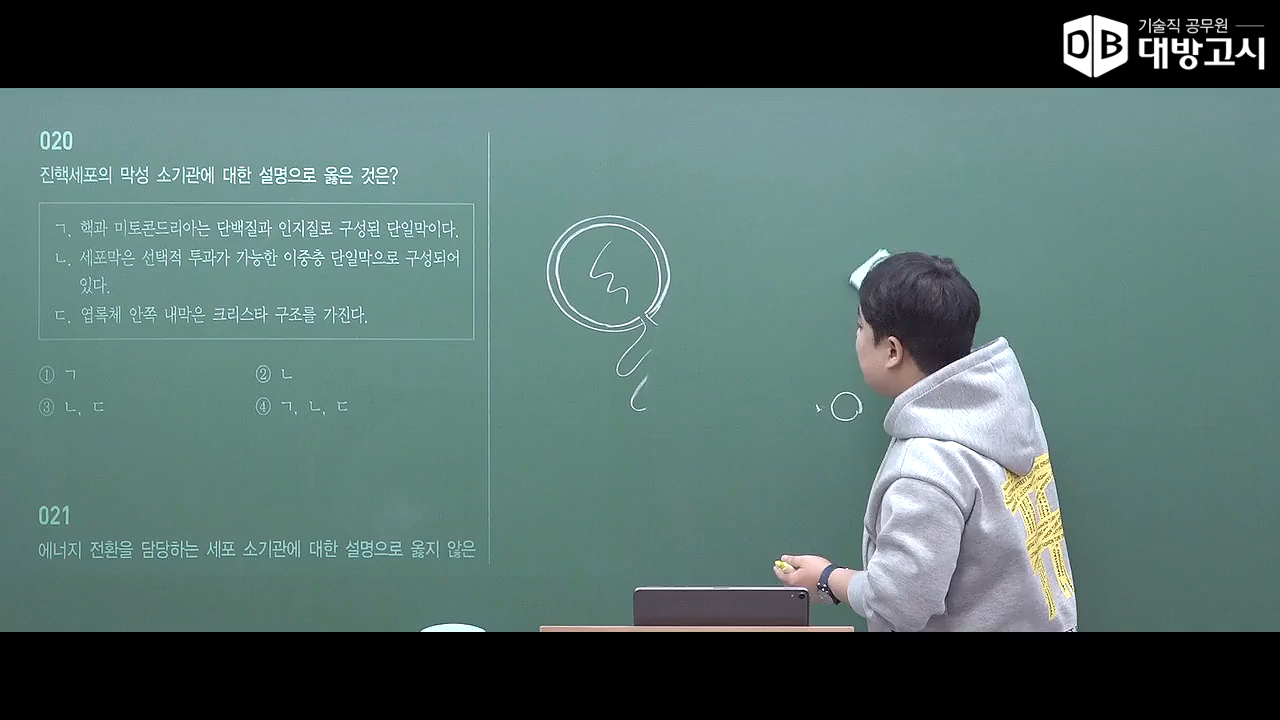 기술직 공무원
DB 대방고시
020
진핵세포의 막성 소기관에 대한 설명으로 옳은 것은?
ㄱ. 핵과 미토콘드리아는 단백질과 인지질로 구성된 단일막이다.
ㄴ. 세포막은 선택적 투과가 가능한 이중층 단일막으로 구성되어
있다.
ㄷ. 엽록체 안쪽 내막은 크리스타 구조를 가진다.
① ㄱ ② ㄴ
③ ㄴ, ㄷ ④ ㄱ, ㄴ, ㄷ
021
에너지 전환을 담당하는 세포 소기관에 대한 설명으로 옳지 않은